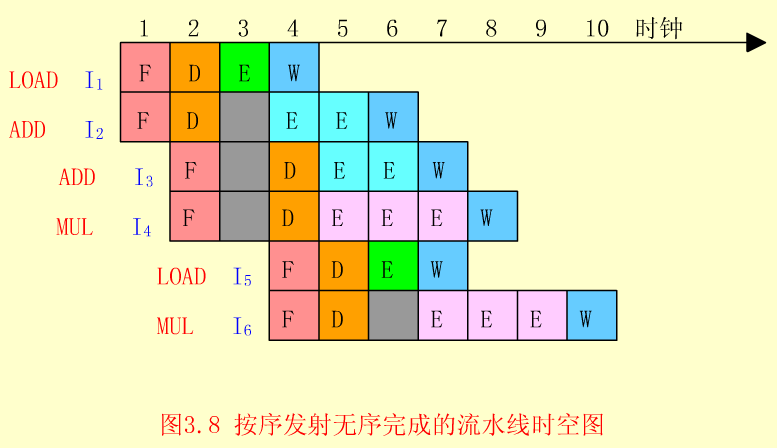 1 2 3 4 5 6 7 8 9 10 时钟
LOAD I1 F D E W
ADD I2 F D E E W
ADD I3 F D E E W
MUL I4 F D E E E W
LOAD I5 F D E W
MUL I6 F D E E E W
图3.8 按序发射无序完成的流水线时空图